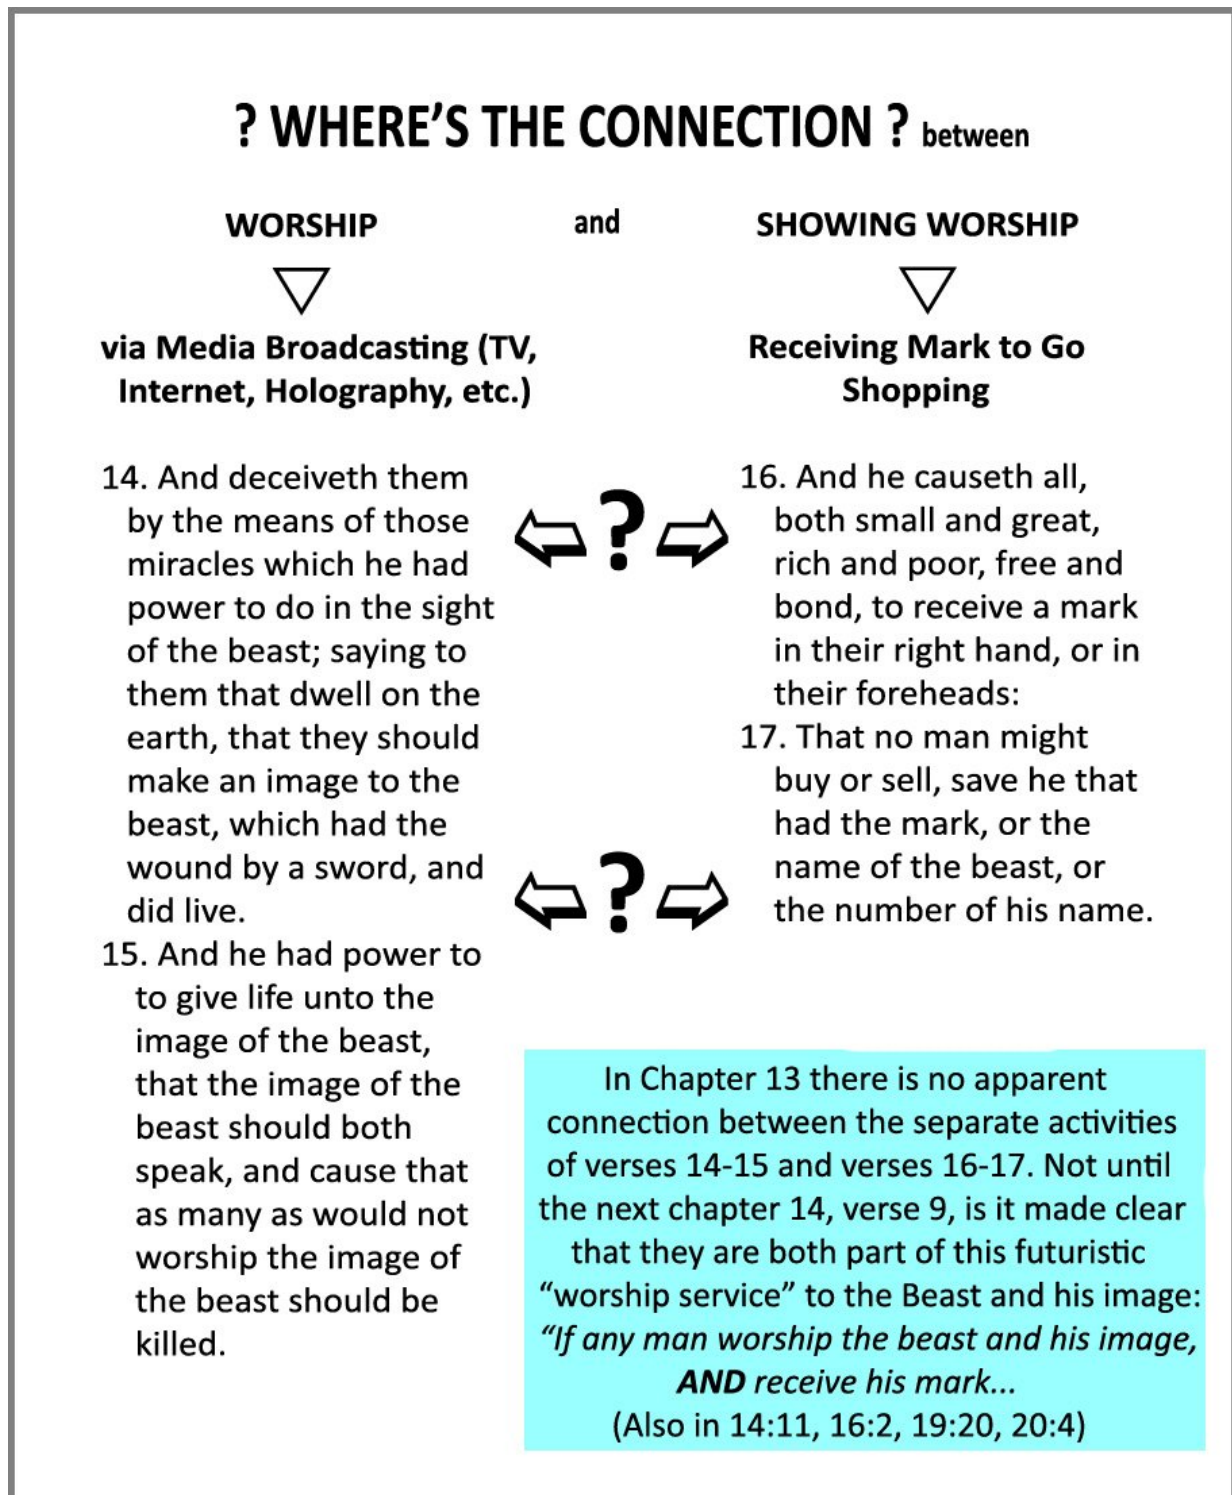 ? WHERE'S THE CONNECTION ? between
WORSHIP and SHOWING WORSHIP
via Media Broadcasting (TV,
Internet, Holography, etc.)
Receiving Mark to Go
Shopping
14. And deceiveth them
by the means of those
miracles which he had
power to do in the sight
of the beast; saying to
them that dwell on the
earth, that they should
make an image to the
beast, which had the
wound by a sword, and
did live.
15. And he had power to
to give life unto the
image of the beast,
that the image of the
beast should both
speak, and cause that
as many as would not
worship the image of
the beast should be
killed.
?
?
16. And he causeth all,
both small and great,
rich and poor, free and
bond, to receive a mark
in their right hand, or in
their foreheads:
17. That no man might
buy or sell, save he that
had the mark, or the
name of the beast, or
the number of his name.
In Chapter 13 there is no apparent
connection between the separate activities
of verses 14-15 and verses 16-17. Not until
the next chapter 14, verse 9, is it made clear
that they are both part of this futuristic
“worship service” to the Beast and his image:
“If any man worship the beast and his image,
AND receive his mark...
(Also in 14:11, 16:2, 19:20, 20:4)